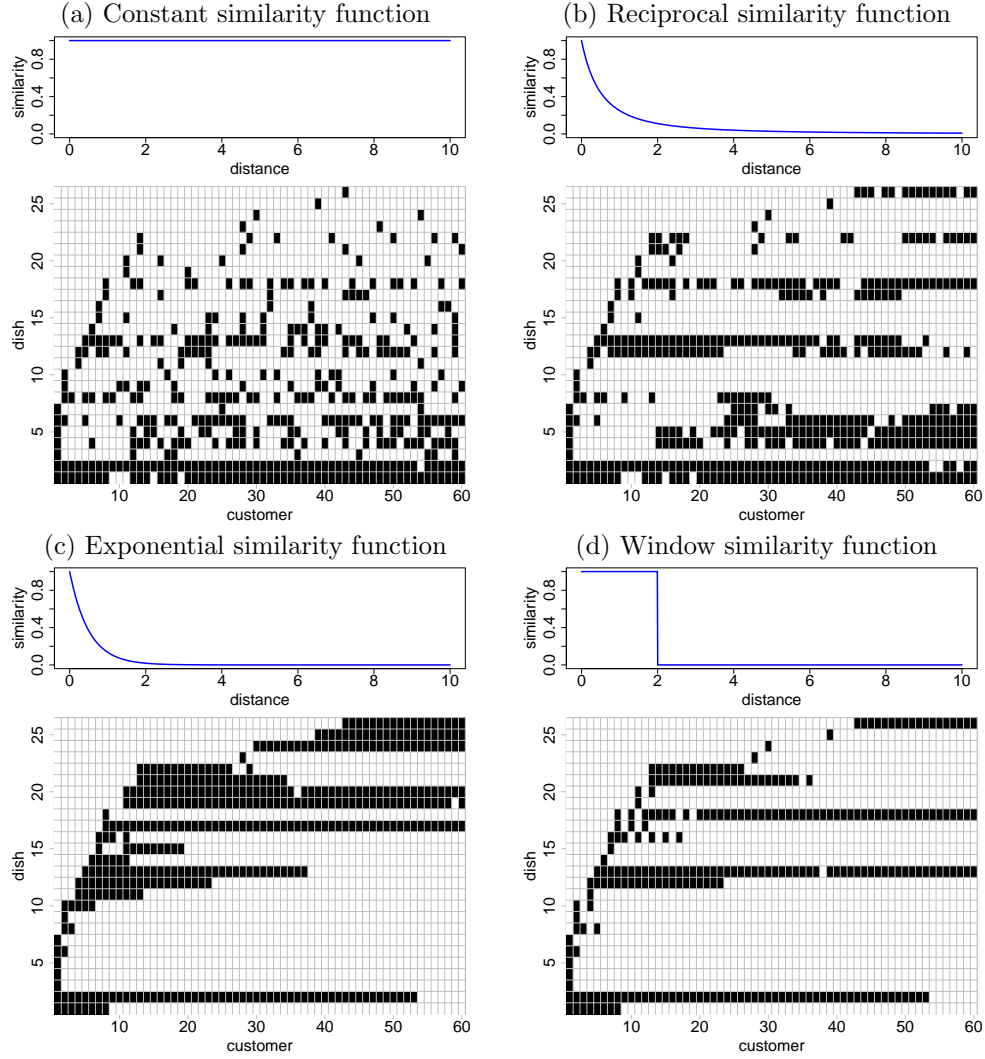 (a) Constant similarity function
(b) Reciprocal similarity function
similarity
0.0 0.4 0.8
0 2 4 6 8 10
distance
similarity
0.0 0.4 0.8
0 2 4 6 8 10
distance
dish
5 10 15 20 25
10 20 30 40 50 60
customer
dish
5 10 15 20 25
10 20 30 40 50 60
customer
(c) Exponential similarity function
(d) Window similarity function
similarity
0.0 0.4 0.8
0 2 4 6 8 10
distance
similarity
0.0 0.4 0.8
0 2 4 6 8 10
distance
dish
5 10 15 20 25
10 20 30 40 50 60
customer
dish
5 10 15 20 25
10 20 30 40 50 60
customer